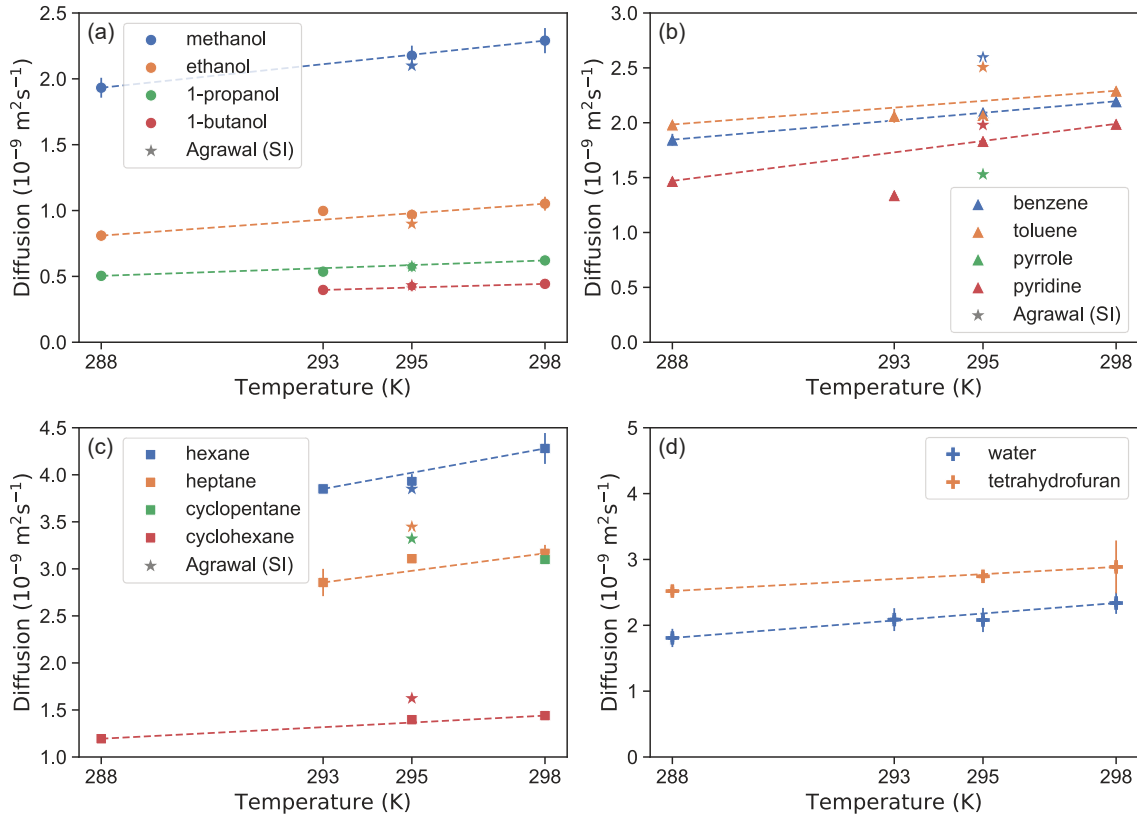 (a)
methanol
ethanol
1-propanol
1-butanol
Agrawal (SI)
2.5
2.0
1.5
1.0
0.5
0.0
Diffusion (10⁻⁹ m²s⁻¹)
288
293
295
298
Temperature (K)
(b)
3.0
2.5
2.0
1.5
1.0
0.5
0.0
Diffusion (10⁻⁹ m²s⁻¹)
benzene
toluene
pyrrole
pyridine
Agrawal (SI)
288
293
295
298
Temperature (K)
(c)
hexane
heptane
cyclopentane
cyclohexane
Agrawal (SI)
4.5
4.0
3.5
3.0
2.5
2.0
1.5
1.0
Diffusion (10⁻⁹ m²s⁻¹)
288
293
295
298
Temperature (K)
(d)
water
tetrahydrofuran
5
4
3
2
1
0
Diffusion (10⁻⁹ m²s⁻¹)
288
293
295
298
Temperature (K)